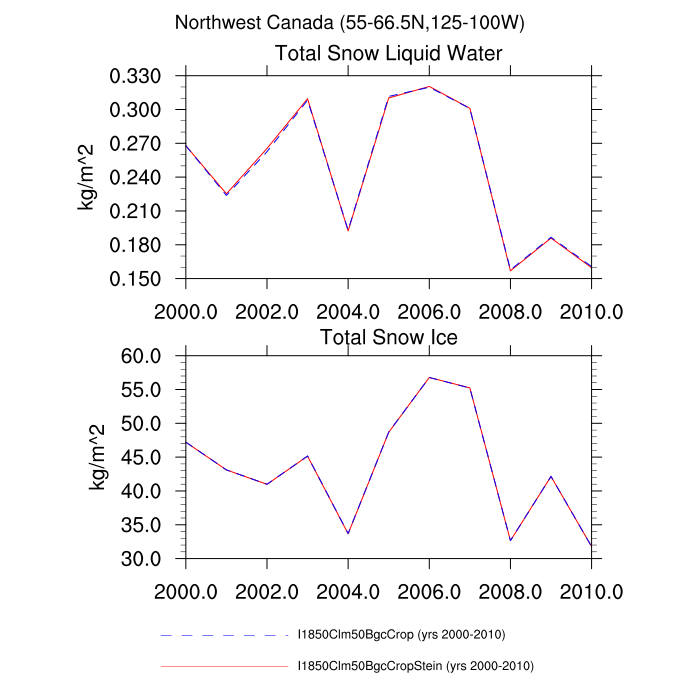 Northwest Canada (55-66.5N,125-100W)
Total Snow Liquid Water
0.330
0.300
0.270
0.240
0.210
0.180
0.150
kg/m^2
2000.0 2002.0 2004.0 2006.0 2008.0 2010.0
Total Snow Ice
60.0
55.0
50.0
45.0
40.0
35.0
30.0
kg/m^2
2000.0 2002.0 2004.0 2006.0 2008.0 2010.0
I1850Clm50BgcCrop (yrs 2000-2010)
I1850Clm50BgcCropStein (yrs 2000-2010)